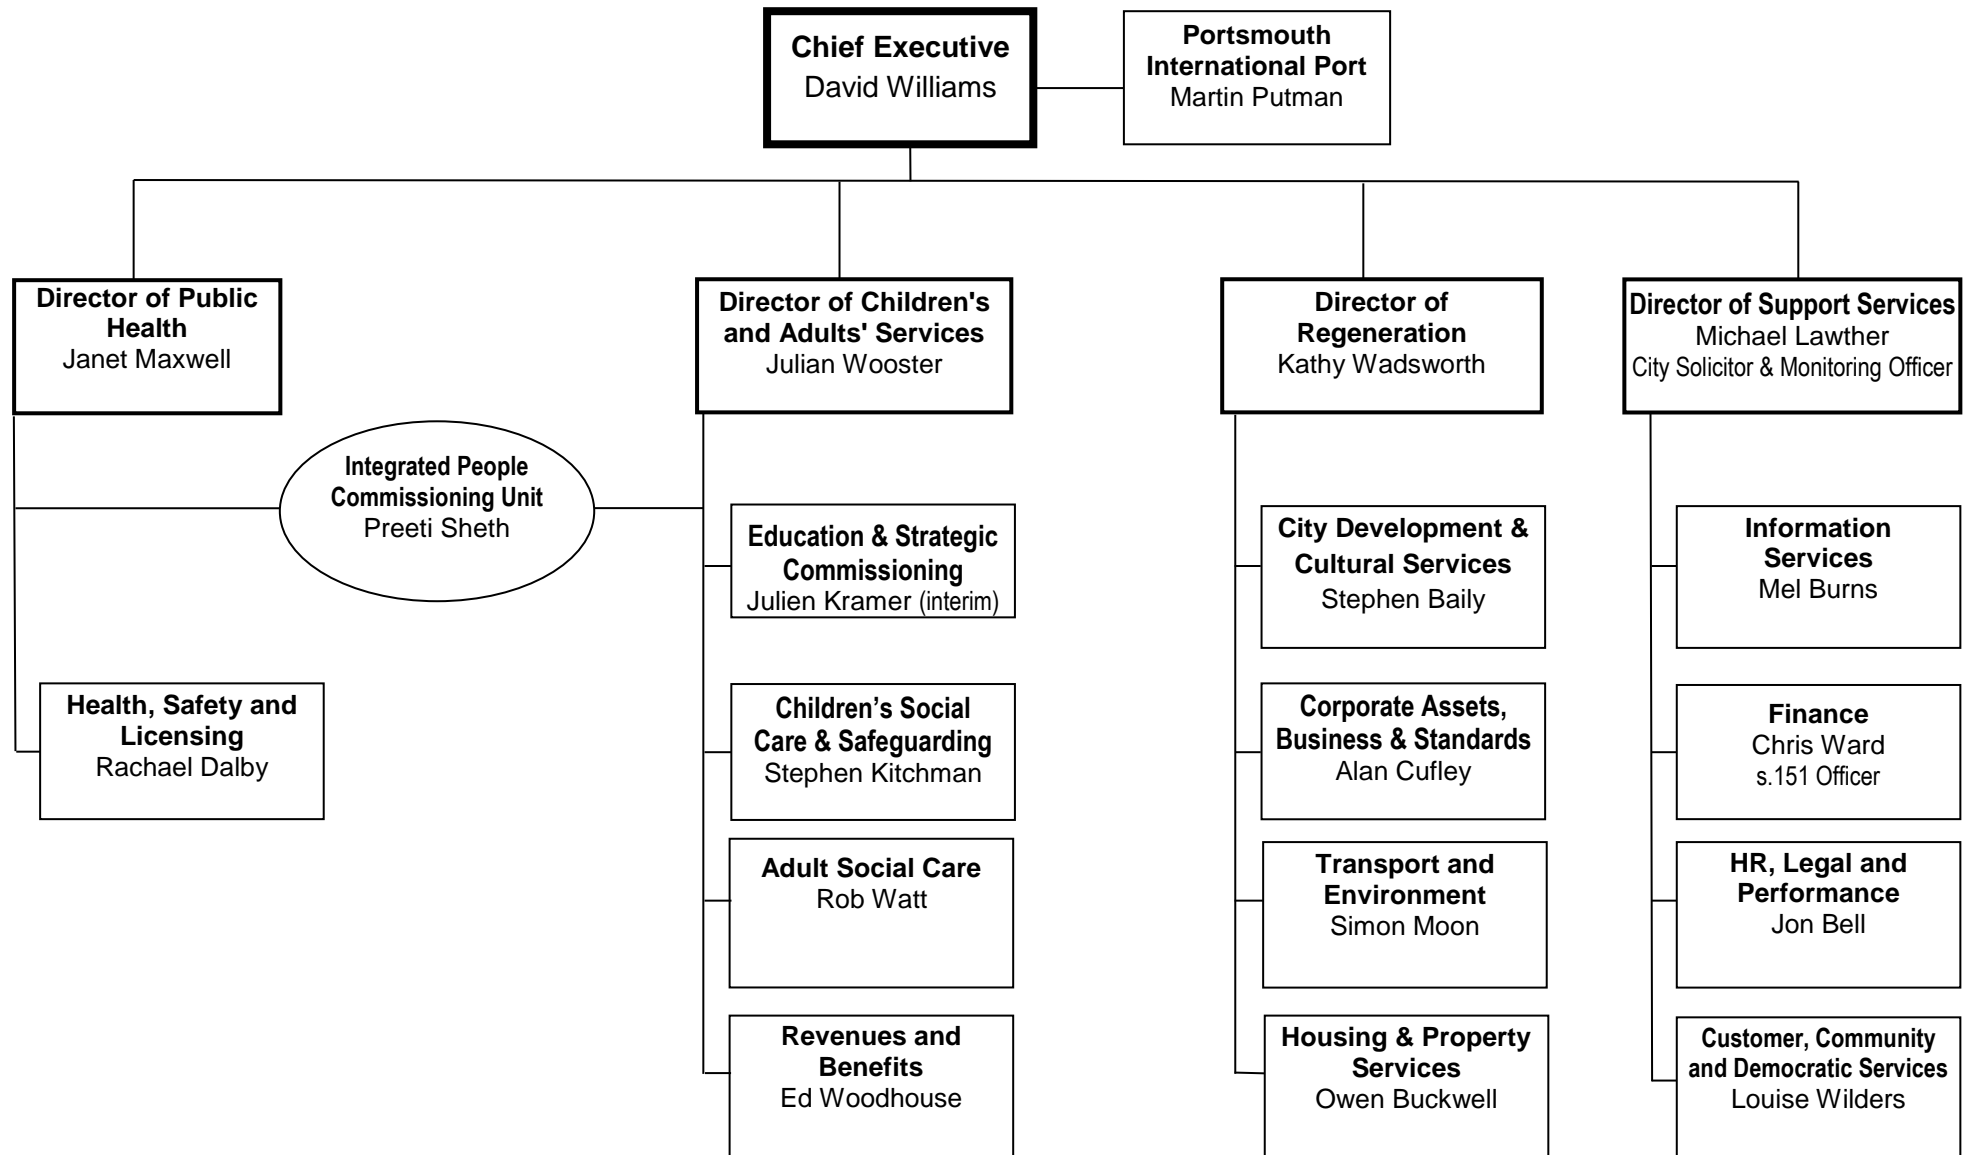 Chief Executive
David Williams
Portsmouth
International Port
Martin Putman
Director of Public
Health
Janet Maxwell
Director of Children's
and Adults' Services
Julian Wooster
Director of
Regeneration
Kathy Wadsworth
Director of Support Services
Michael Lawther
City Solicitor & Monitoring Officer
Integrated People
Commissioning Unit
Preeti Sheth
Health, Safety and
Licensing
Rachael Dalby
Education & Strategic
Commissioning
Julien Kramer (interim)
Children’s Social
Care & Safeguarding
Stephen Kitchman
Adult Social Care
Rob Watt
Revenues and
Benefits
Ed Woodhouse
City Development &
Cultural Services
Stephen Baily
Corporate Assets,
Business & Standards
Alan Cufley
Transport and
Environment
Simon Moon
Housing & Property
Services
Owen Buckwell
Information
Services
Mel Burns
Finance
Chris Ward
s.151 Officer
HR, Legal and
Performance
Jon Bell
Customer, Community
and Democratic Services
Louise Wilders